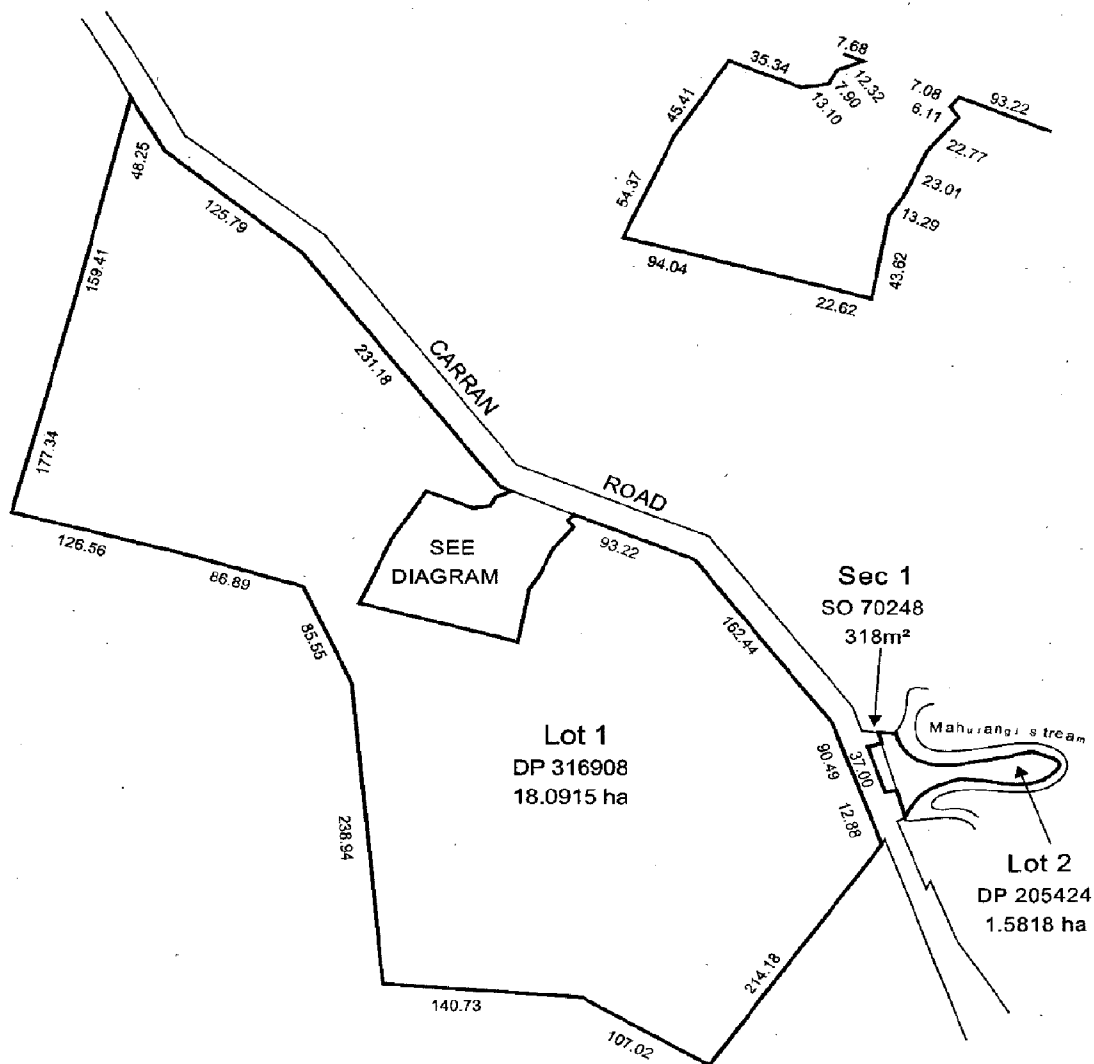 7.68
35.34
12.32
7.90
13.10
45.41
54.37
94.04
22.62
7.08
6.11
93.22
22.77
23.01
13.29
43.62
48.25
125.79
159.41
231.18
177.34
CARRAN
ROAD
126.56
86.89
85.55
SEE
DIAGRAM
93.22
162.44
Sec 1
SO 70248
318m²
Mahurangi stream
37.00
90.49
12.88
Lot 1
DP 316908
18.0915 ha
Lot 2
DP 205424
1.5818 ha
238.94
214.18
140.73
107.02